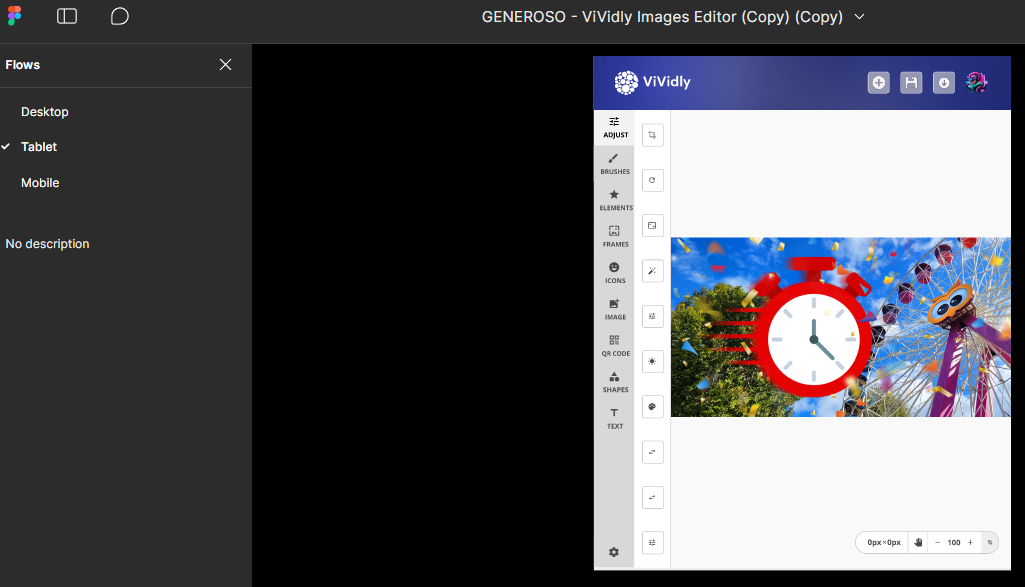 GENEROSO - ViVidly Images Editor (Copy) (Copy)
Flows
Desktop
Tablet
Mobile
No description
ViVidly
ADJUST
BRUSHES
ELEMENTS
FRAMES
ICONS
IMAGE
QR CODE
SHAPES
TEXT
0px×0px
− 100 + %